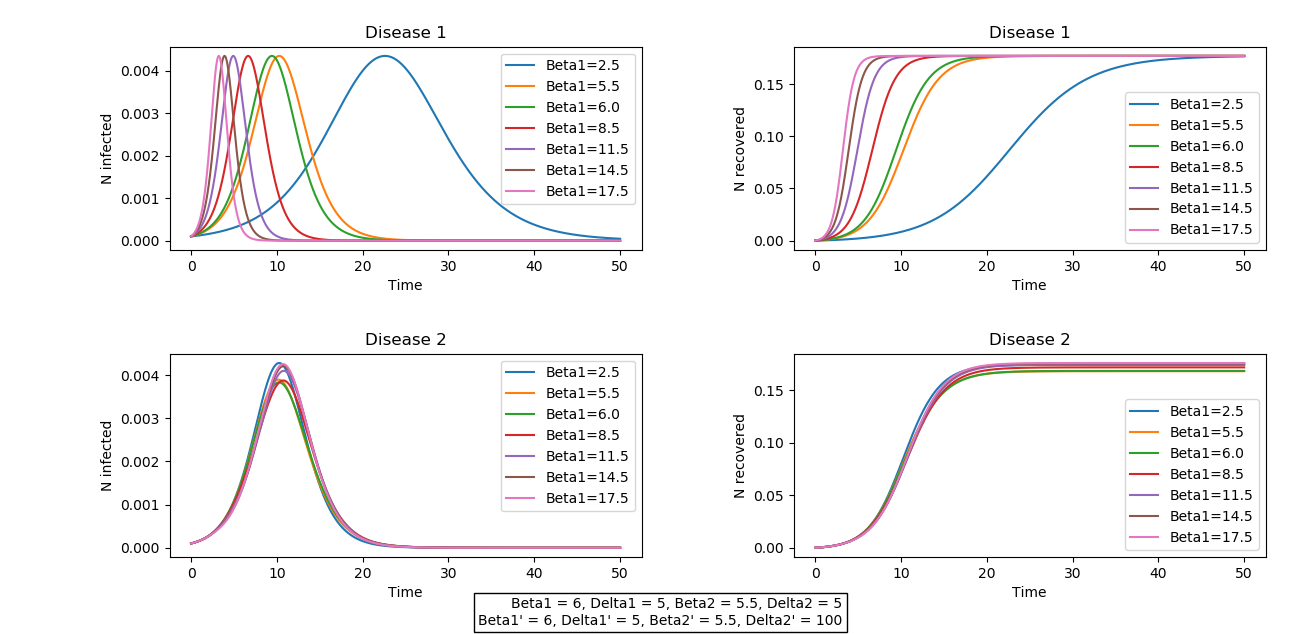 Disease 1
N infected
0.004
0.003
0.002
0.001
0.000
0 10 20 30 40 50
Time
Beta1=2.5
Beta1=5.5
Beta1=6.0
Beta1=8.5
Beta1=11.5
Beta1=14.5
Beta1=17.5
Disease 1
N recovered
0.15
0.10
0.05
0.00
0 10 20 30 40 50
Time
Beta1=2.5
Beta1=5.5
Beta1=6.0
Beta1=8.5
Beta1=11.5
Beta1=14.5
Beta1=17.5
Disease 2
N infected
0.004
0.003
0.002
0.001
0.000
0 10 20 30 40 50
Time
Beta1=2.5
Beta1=5.5
Beta1=6.0
Beta1=8.5
Beta1=11.5
Beta1=14.5
Beta1=17.5
Disease 2
N recovered
0.15
0.10
0.05
0.00
0 10 20 30 40 50
Time
Beta1=2.5
Beta1=5.5
Beta1=6.0
Beta1=8.5
Beta1=11.5
Beta1=14.5
Beta1=17.5
Beta1 = 6, Delta1 = 5, Beta2 = 5.5, Delta2 = 5
Beta1' = 6, Delta1' = 5, Beta2' = 5.5, Delta2' = 100